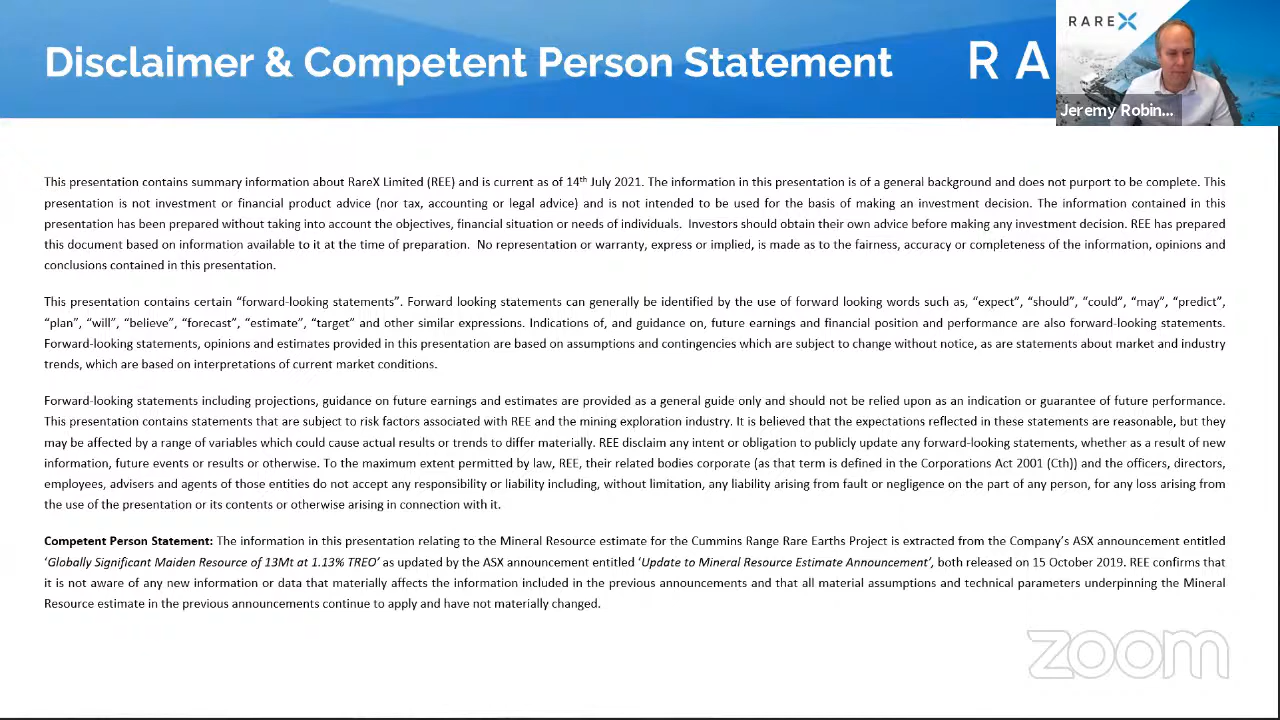 Disclaimer & Competent Person Statement
R A
RAREX
Jeremy Robin...
This presentation contains summary information about RareX Limited (REE) and is current as of 14th July 2021. The information in this presentation is of a general background and does not purport to be complete. This
presentation is not investment or financial product advice (nor tax, accounting or legal advice) and is not intended to be used for the basis of making an investment decision. The information contained in this
presentation has been prepared without taking into account the objectives, financial situation or needs of individuals. Investors should obtain their own advice before making any investment decision. REE has prepared
this document based on information available to it at the time of preparation. No representation or warranty, express or implied, is made as to the fairness, accuracy or completeness of the information, opinions and
conclusions contained in this presentation.
This presentation contains certain “forward-looking statements”. Forward looking statements can generally be identified by the use of forward looking words such as, “expect”, “should”, “could”, “may”, “predict”,
“plan”, “will”, “believe”, “forecast”, “estimate”, “target” and other similar expressions. Indications of, and guidance on, future earnings and financial position and performance are also forward-looking statements.
Forward-looking statements, opinions and estimates provided in this presentation are based on assumptions and contingencies which are subject to change without notice, as are statements about market and industry
trends, which are based on interpretations of current market conditions.
Forward-looking statements including projections, guidance on future earnings and estimates are provided as a general guide only and should not be relied upon as an indication or guarantee of future performance.
This presentation contains statements that are subject to risk factors associated with REE and the mining exploration industry. It is believed that the expectations reflected in these statements are reasonable, but they
may be affected by a range of variables which could cause actual results or trends to differ materially. REE disclaim any intent or obligation to publicly update any forward-looking statements, whether as a result of new
information, future events or results or otherwise. To the maximum extent permitted by law, REE, their related bodies corporate (as that term is defined in the Corporations Act 2001 (Cth)) and the officers, directors,
employees, advisers and agents of those entities do not accept any responsibility or liability including, without limitation, any liability arising from fault or negligence on the part of any person, for any loss arising from
the use of the presentation or its contents or otherwise arising in connection with it.
Competent Person Statement: The information in this presentation relating to the Mineral Resource estimate for the Cummins Range Rare Earths Project is extracted from the Company’s ASX announcement entitled
‘Globally Significant Maiden Resource of 13Mt at 1.13% TREO’ as updated by the ASX announcement entitled ‘Update to Mineral Resource Estimate Announcement’, both released on 15 October 2019. REE confirms that
it is not aware of any new information or data that materially affects the information included in the previous announcements and that all material assumptions and technical parameters underpinning the Mineral
Resource estimate in the previous announcements continue to apply and have not materially changed.
zoom